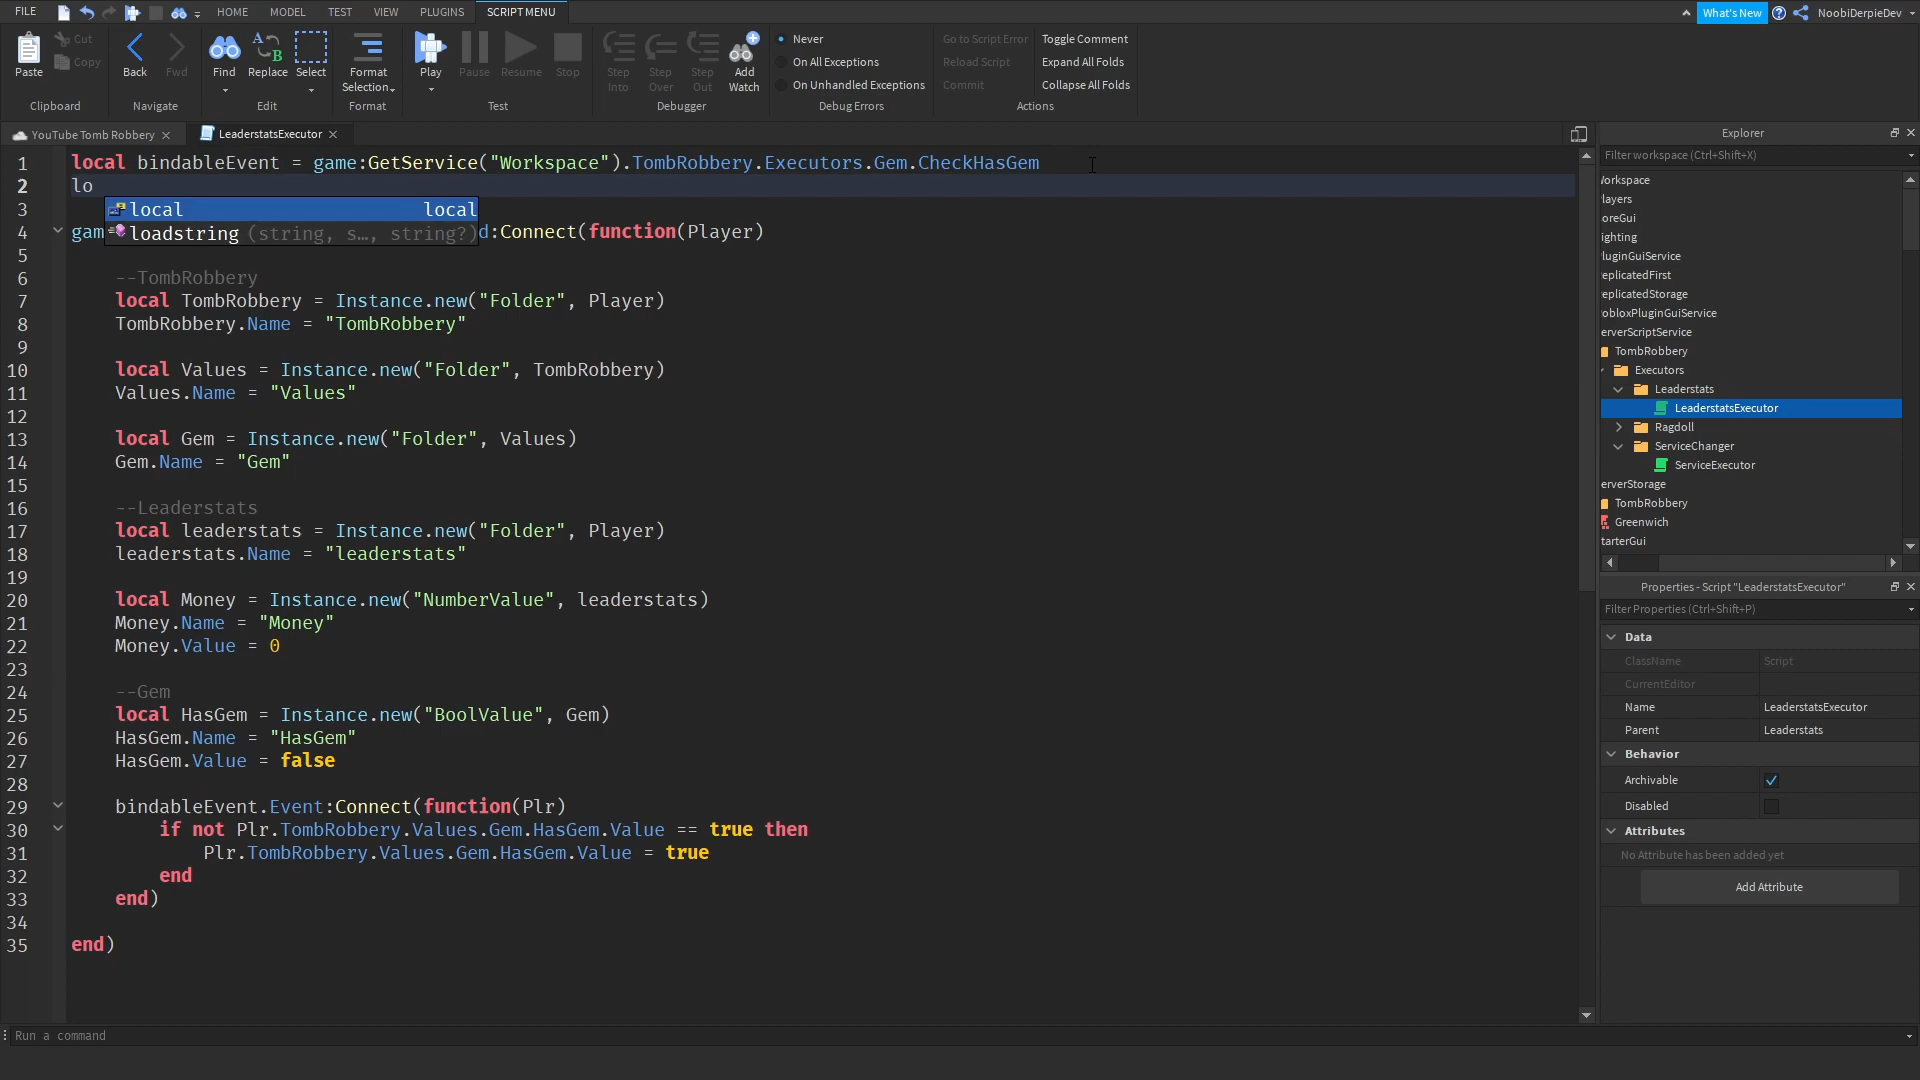 FILE HOME MODEL TEST VIEW PLUGINS SCRIPT MENU What's New NoobiDerpieDev
Paste Cut Copy Back Fwd Find Replace Select Format Selection Play Pause Resume Stop Step Into Step Over Step Out Add Watch
Never
On All Exceptions
On Unhandled Exceptions
Go to Script Error
Reload Script
Commit
Toggle Comment
Expand All Folds
Collapse All Folds
Clipboard Navigate Edit Format Test Debugger Debug Errors Actions
YouTube Tomb Robbery LeaderstatsExecutor
1 local bindableEvent = game:GetService("Workspace").TombRobbery.Executors.Gem.CheckHasGem
2 lo
3 local local
4 gam loadstring (string, s…, string?) d:Connect(function(Player)
5
6 --TombRobbery
7 local TombRobbery = Instance.new("Folder", Player)
8 TombRobbery.Name = "TombRobbery"
9
10 local Values = Instance.new("Folder", TombRobbery)
11 Values.Name = "Values"
12
13 local Gem = Instance.new("Folder", Values)
14 Gem.Name = "Gem"
15
16 --Leaderstats
17 local leaderstats = Instance.new("Folder", Player)
18 leaderstats.Name = "leaderstats"
19
20 local Money = Instance.new("NumberValue", leaderstats)
21 Money.Name = "Money"
22 Money.Value = 0
23
24 --Gem
25 local HasGem = Instance.new("BoolValue", Gem)
26 HasGem.Name = "HasGem"
27 HasGem.Value = false
28
29 bindableEvent.Event:Connect(function(Plr)
30 if not Plr.TombRobbery.Values.Gem.HasGem.Value == true then
31 Plr.TombRobbery.Values.Gem.HasGem.Value = true
32 end
33 end)
34
35 end)
Run a command
Explorer
Filter workspace (Ctrl+Shift+X)
orkspace
layers
oreGui
ighting
luginGuiService
eplicatedFirst
eplicatedStorage
obloxPluginGuiService
erverScriptService
TombRobbery
Executors
Leaderstats
LeaderstatsExecutor
Ragdoll
ServiceChanger
ServiceExecutor
erverStorage
TombRobbery
Greenwich
tarterGui
Properties - Script "LeaderstatsExecutor"
Filter Properties (Ctrl+Shift+P)
Data
ClassName Script
CurrentEditor
Name LeaderstatsExecutor
Parent Leaderstats
Behavior
Archivable
Disabled
Attributes
No Attribute has been added yet
Add Attribute